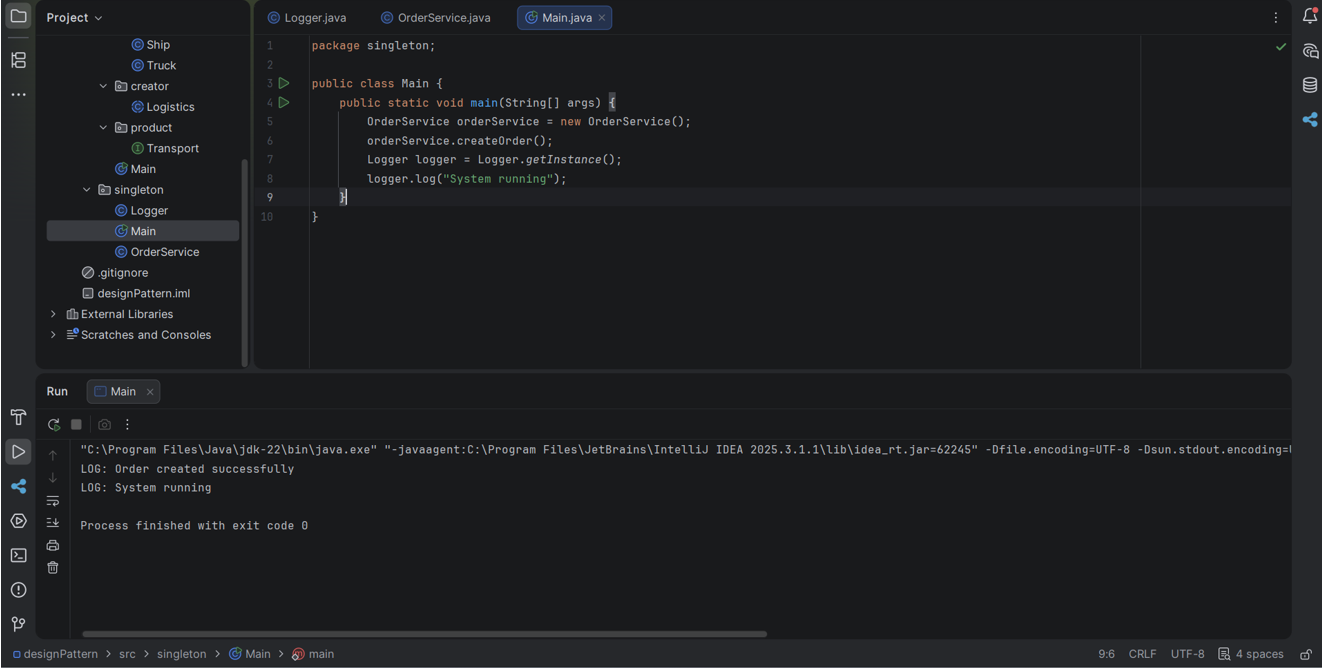 Project
Ship
Truck
creator
Logistics
product
Transport
Main
singleton
Logger
Main
OrderService
.gitignore
designPattern.iml
External Libraries
Scratches and Consoles
Logger.java OrderService.java Main.java
1 package singleton;
2
3 public class Main {
4 public static void main(String[] args) {
5 OrderService orderService = new OrderService();
6 orderService.createOrder();
7 Logger logger = Logger.getInstance();
8 logger.log("System running");
9 }
10 }
Run Main
"C:\Program Files\Java\jdk-22\bin\java.exe" "-javaagent:C:\Program Files\JetBrains\IntelliJ IDEA 2025.3.1.1\lib\idea_rt.jar=62245" -Dfile.encoding=UTF-8 -Dsun.stdout.encoding=
LOG: Order created successfully
LOG: System running
Process finished with exit code 0
designPattern > src > singleton > Main > main 9:6 CRLF UTF-8 4 spaces